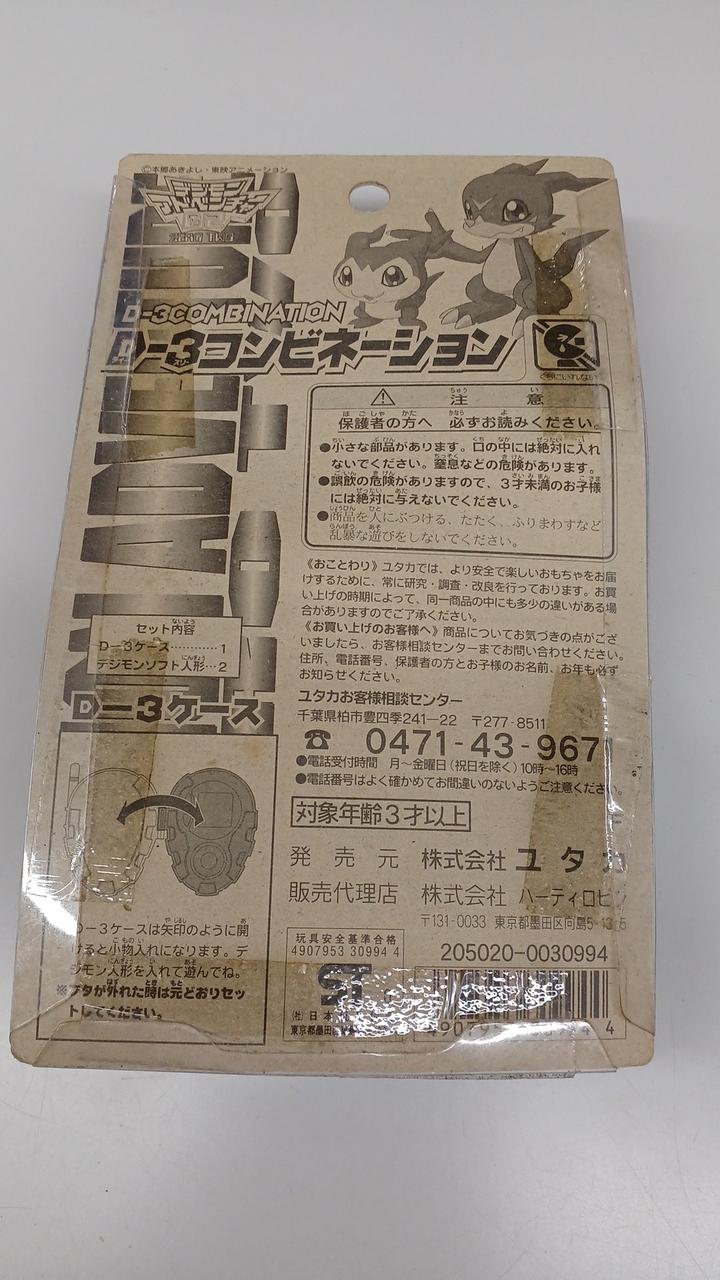 ©本郷あきよし・東映アニメーション
デジモン
アドベンチャー
02
D-3COMBINATION
D-3コンビネーション
くちにいれない
注意
保護者の方へ 必ずお読みください。
●小さな部品があります。口の中には絶対に入れ
ないでください。窒息などの危険があります。
●誤飲の危険がありますので、3才未満のお子様
には絶対に与えないでください。
●商品を人にぶつける、たたく、ふりまわすなど
乱暴な遊びをしないでください。
《おことわり》ユタカでは、より安全で楽しいおもちゃをお届
けするために、常に研究・調査・改良を行っております。お買
い上げの時期によって、同一商品の中にも多少の違いがある場
合がありますのでご了承ください。
《お買い上げのお客様へ》商品についてお気づきの点がござ
いましたら、お客様相談センターまでお問い合わせください。
住所、電話番号、保護者の方とお子様のお名前、お年も必ず
お知らせください。
ユタカお客様相談センター
千葉県柏市豊四季241-22 〒277-8511
☎ 0471-43-9671
●電話受付時間 月～金曜日(祝日を除く)10時～16時
●電話番号はよく確かめてお間違いのないようご注意ください。
対象年齢3才以上
発売元 株式会社ユタカ
販売代理店 株式会社ハーティロビン
〒131-0033 東京都墨田区向島5-13-5
セット内容
D-3ケース…………1
デジモンソフト人形…2
D-3ケース
D-3ケースは矢印のように開
けると小物入れになります。デ
ジモン人形を入れて遊んでね。
※フタが外れた時は元どおりセッ
トしてください。
玩具安全基準合格
4907953 30994 4
ST
(社)日本
東京都墨田
205020-0030994